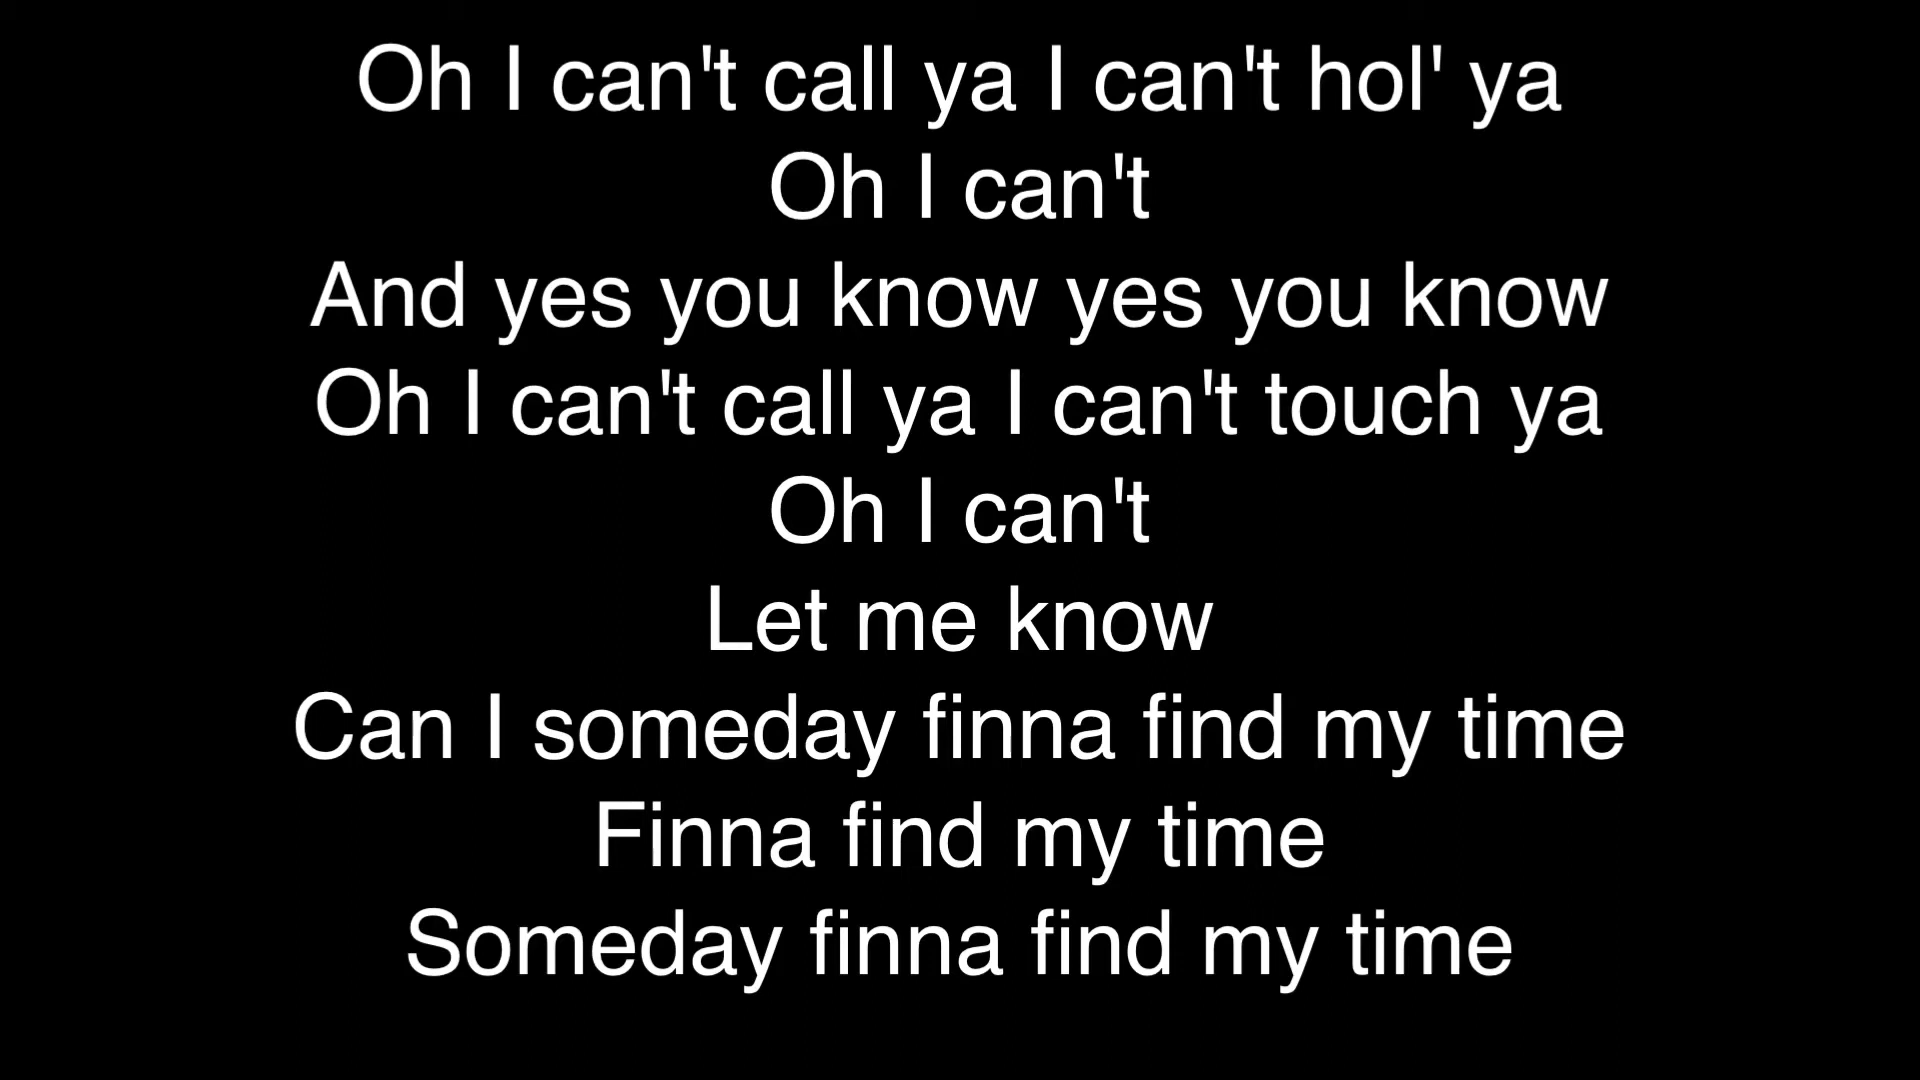 Oh I can't call ya I can't hol' ya
Oh I can't
And yes you know yes you know
Oh I can't call ya I can't touch ya
Oh I can't
Let me know
Can I someday finna find my time
Finna find my time
Someday finna find my time